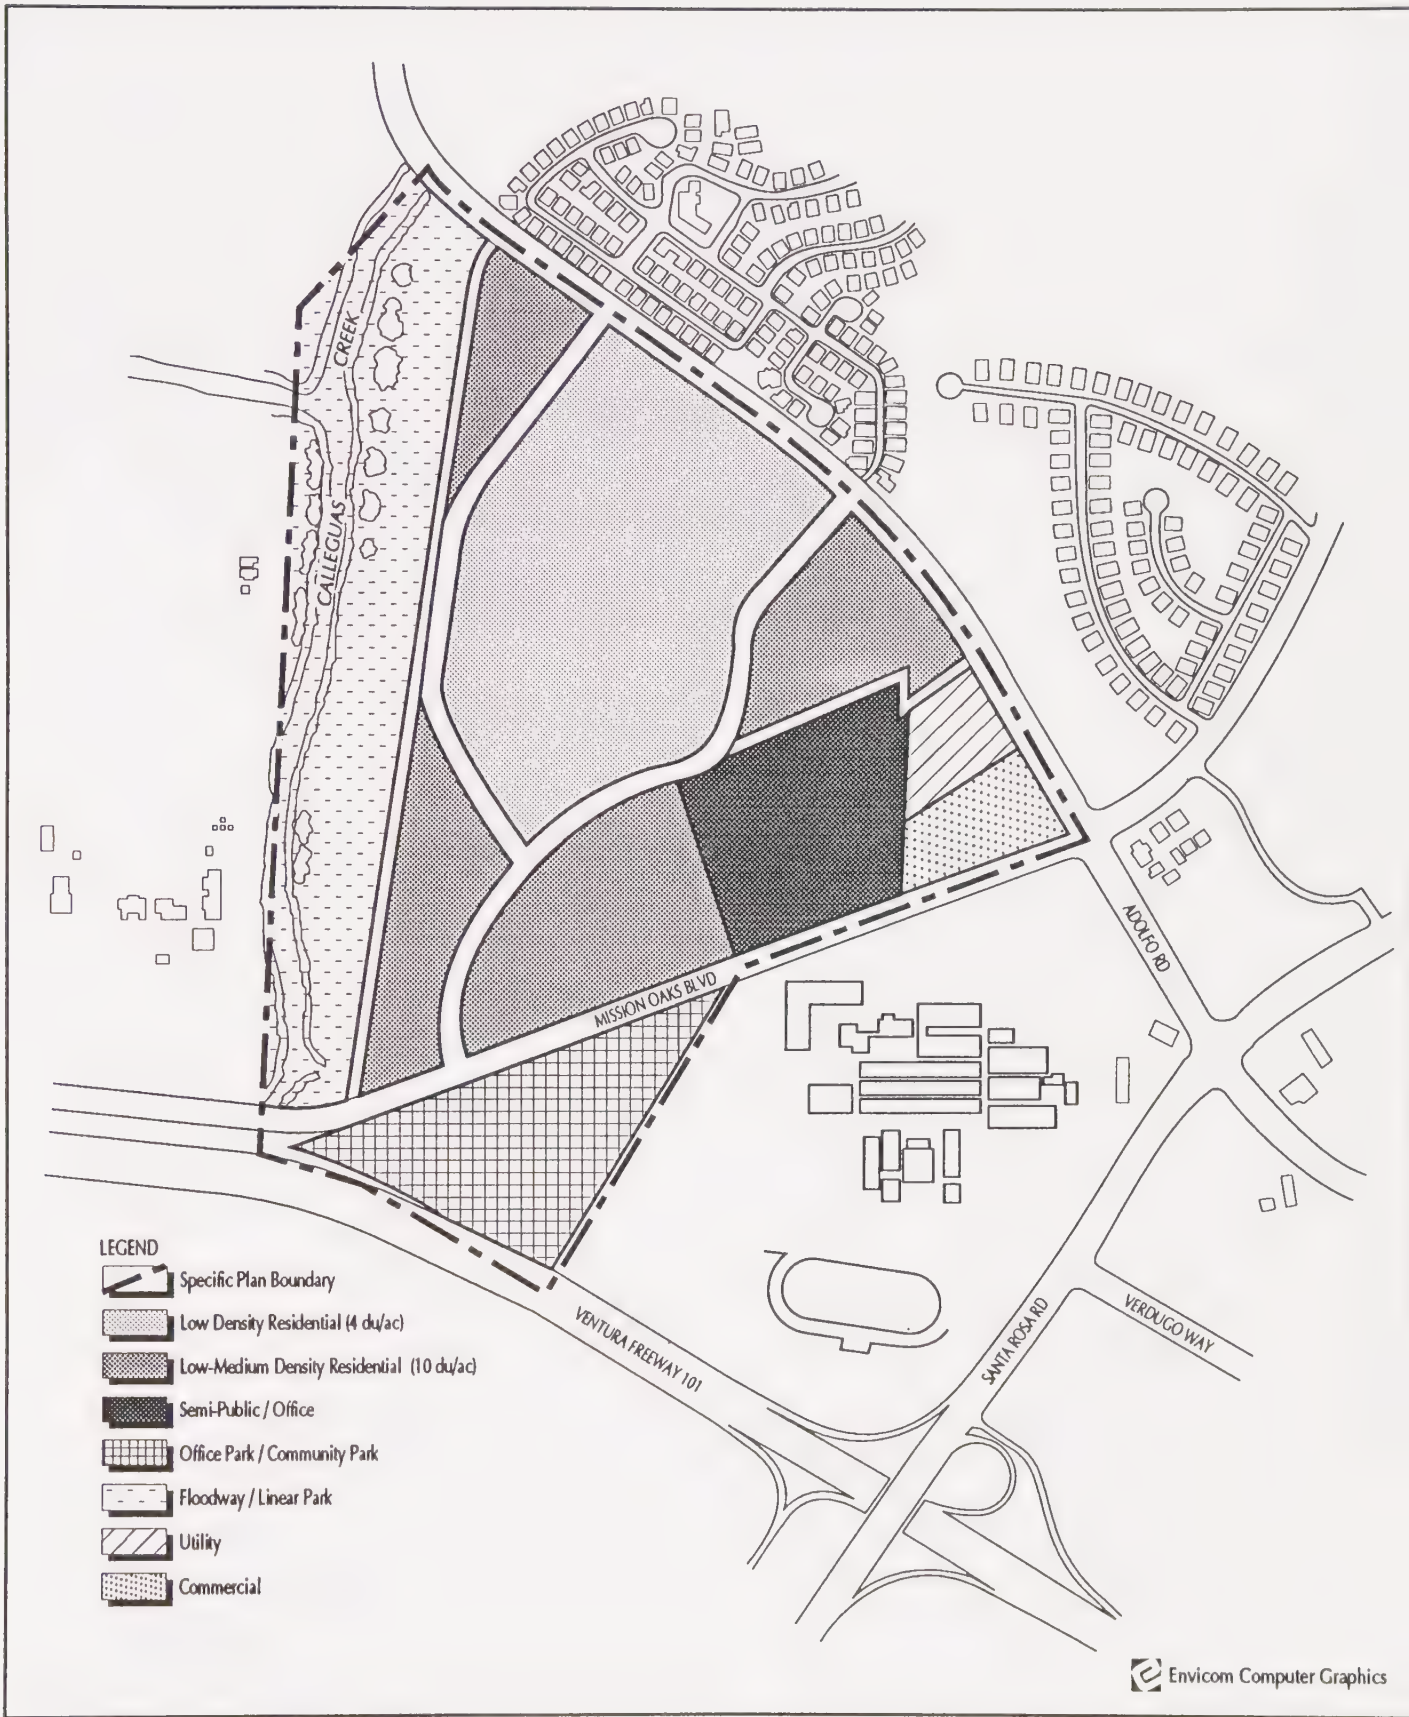 CALLEGUAS CREEK
MISSION OAKS BLVD
ADOLFO RD
VENTURA FREEWAY 101
SANTA ROSA RD
VERDUGO WAY
LEGEND
Specific Plan Boundary
Low Density Residential (4 du/ac)
Low-Medium Density Residential (10 du/ac)
Semi-Public / Office
Office Park / Community Park
Floodway / Linear Park
Utility
Commercial
Envicom Computer Graphics